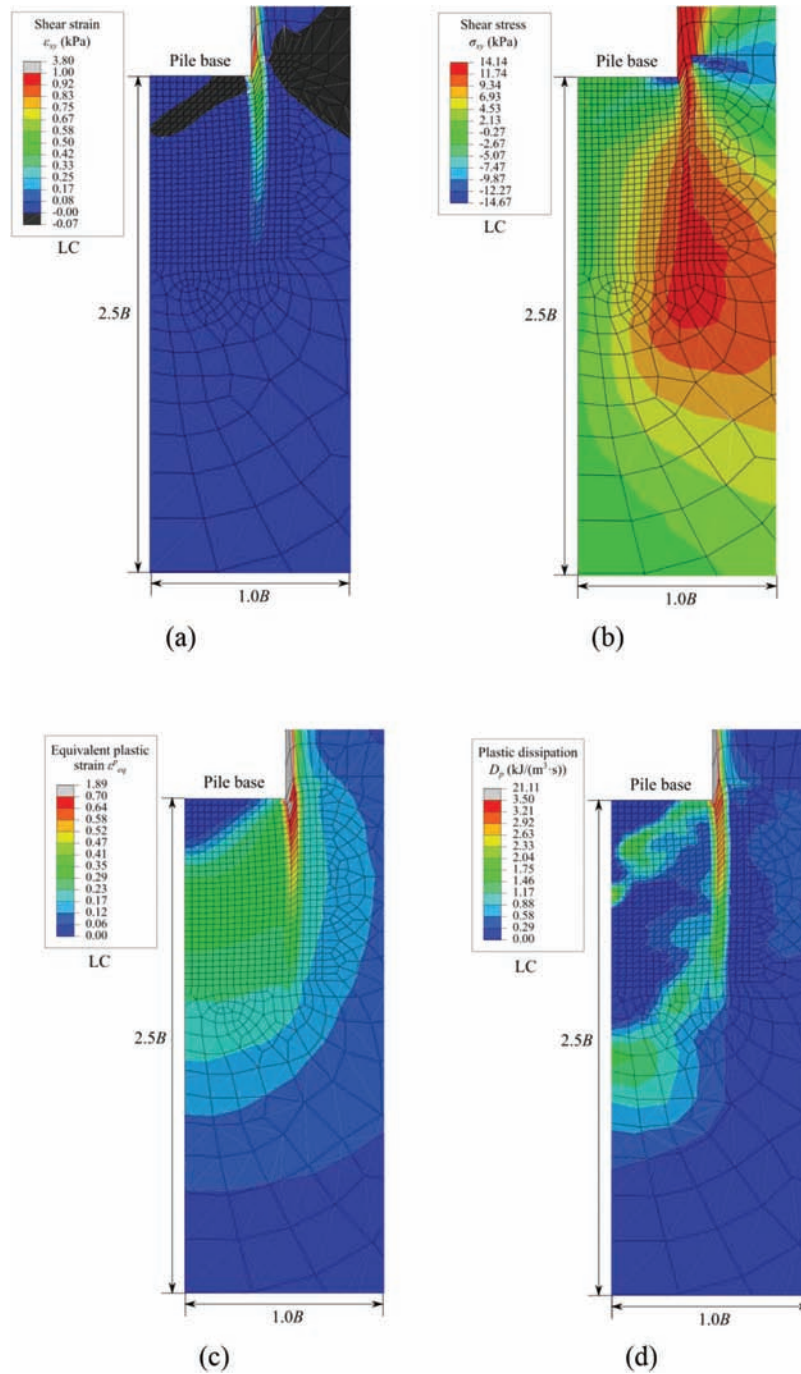 Shear strain
εxy (kPa)
3.80
1.00
0.92
0.83
0.75
0.67
0.58
0.50
0.42
0.33
0.25
0.17
0.08
-0.00
-0.07
LC
Pile base
2.5B
1.0B
(a)
Shear stress
σxy (kPa)
14.14
11.74
9.34
6.93
4.53
2.13
-0.27
-2.67
-5.07
-7.47
-9.87
-12.27
-14.67
LC
Pile base
2.5B
1.0B
(b)
Equivalent plastic
strain εᵖeq
1.89
0.70
0.64
0.58
0.52
0.47
0.41
0.35
0.29
0.23
0.17
0.12
0.06
0.00
LC
Pile base
2.5B
1.0B
(c)
Plastic dissipation
Dp (kJ/(m³·s))
21.11
3.50
3.21
2.92
2.63
2.33
2.04
1.75
1.46
1.17
0.88
0.58
0.29
0.00
LC
Pile base
2.5B
1.0B
(d)